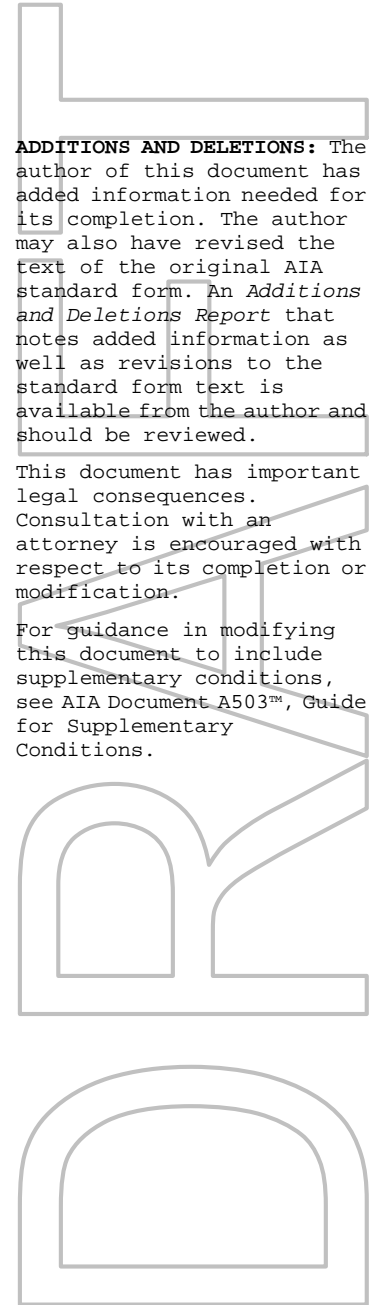 ADDITIONS AND DELETIONS: The
author of this document has
added information needed for
its completion. The author
may also have revised the
text of the original AIA
standard form. An Additions
and Deletions Report that
notes added information as
well as revisions to the
standard form text is
available from the author and
should be reviewed.
This document has important
legal consequences.
Consultation with an
attorney is encouraged with
respect to its completion or
modification.
For guidance in modifying
this document to include
supplementary conditions,
see AIA Document A503™, Guide
for Supplementary
Conditions.
DRAFT